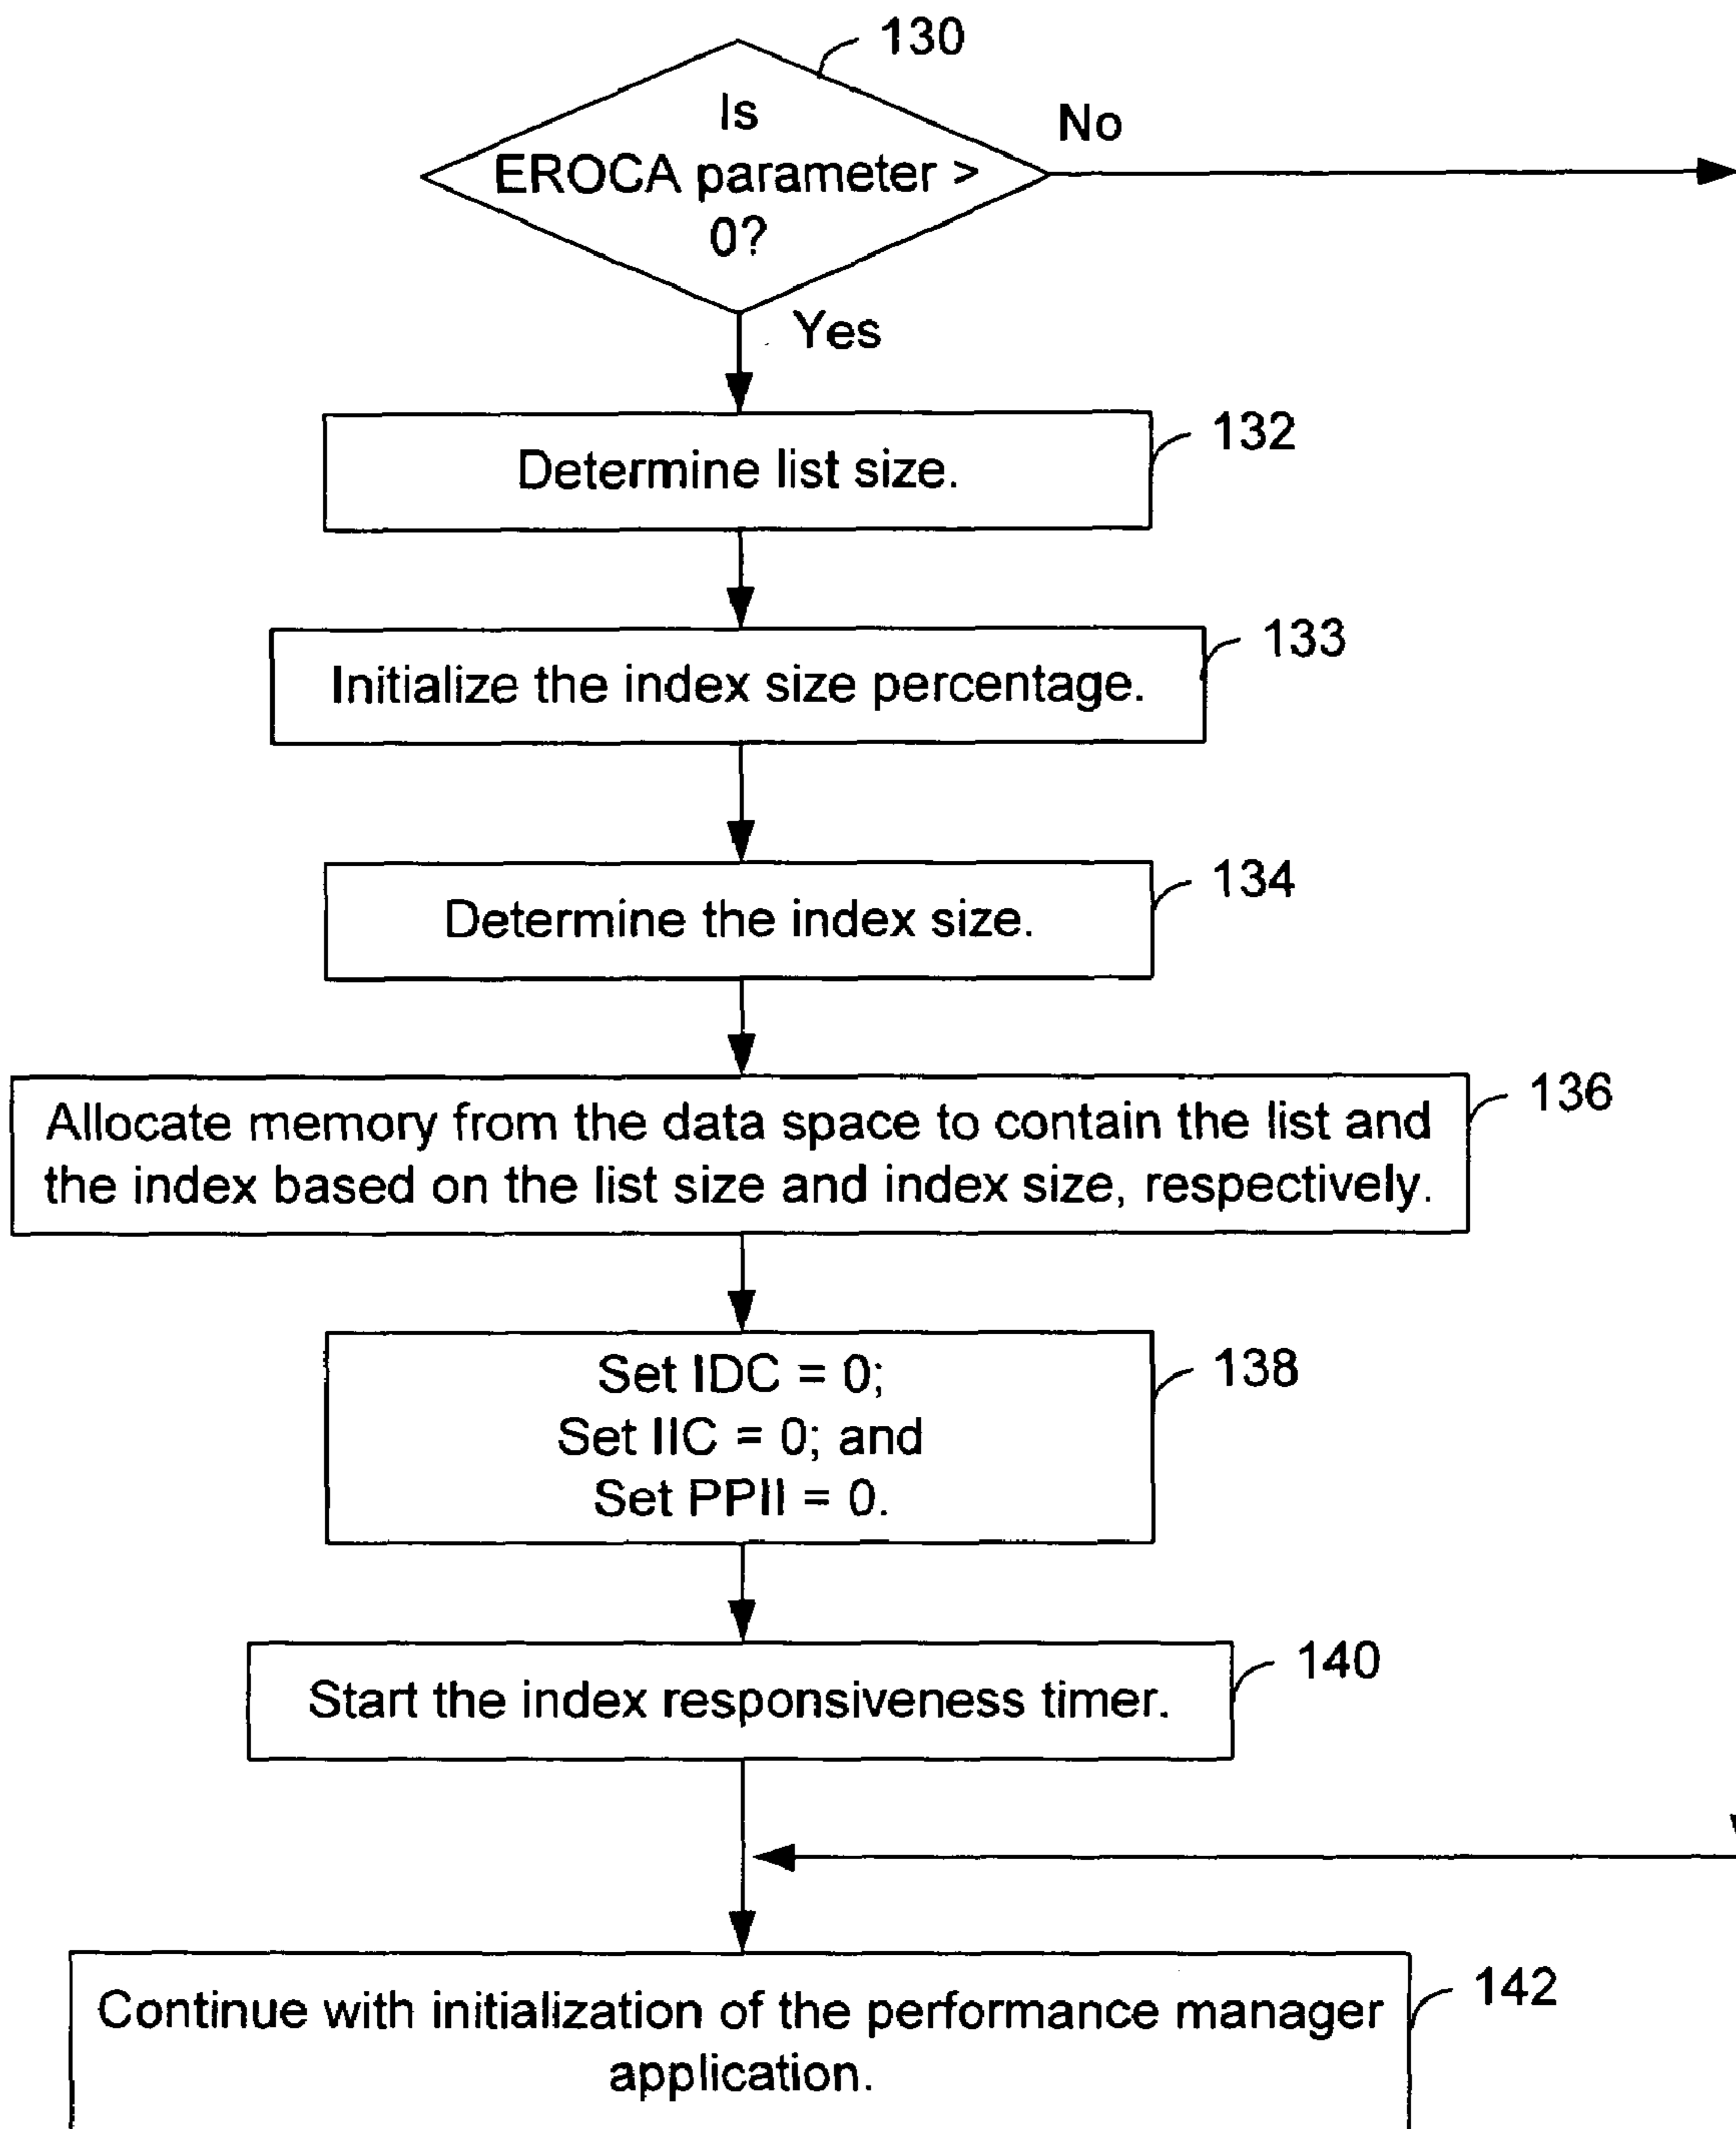 130
Is
EROCA parameter >
0?
No
Yes
132
Determine list size.
133
Initialize the index size percentage.
134
Determine the index size.
136
Allocate memory from the data space to contain the list and
the index based on the list size and index size, respectively.
138
Set IDC = 0;
Set IIC = 0; and
Set PPII = 0.
140
Start the index responsiveness timer.
142
Continue with initialization of the performance manager
application.